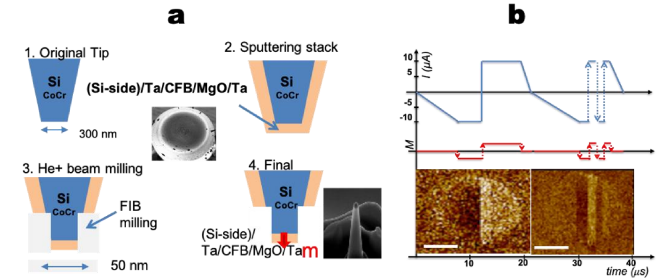 a
1. Original Tip
Si
CoCr
300 nm
2. Sputtering stack
(Si-side)/Ta/CFB/MgO/Ta
Si
CoCr
3. He+ beam milling
Si
CoCr
FIB
milling
50 nm
4. Final
Si
CoCr
(Si-side)/
Ta/CFB/MgO/Ta
m
b
I (µA)
10
5
-5
-10
M
10
20
30
40
time (µs)